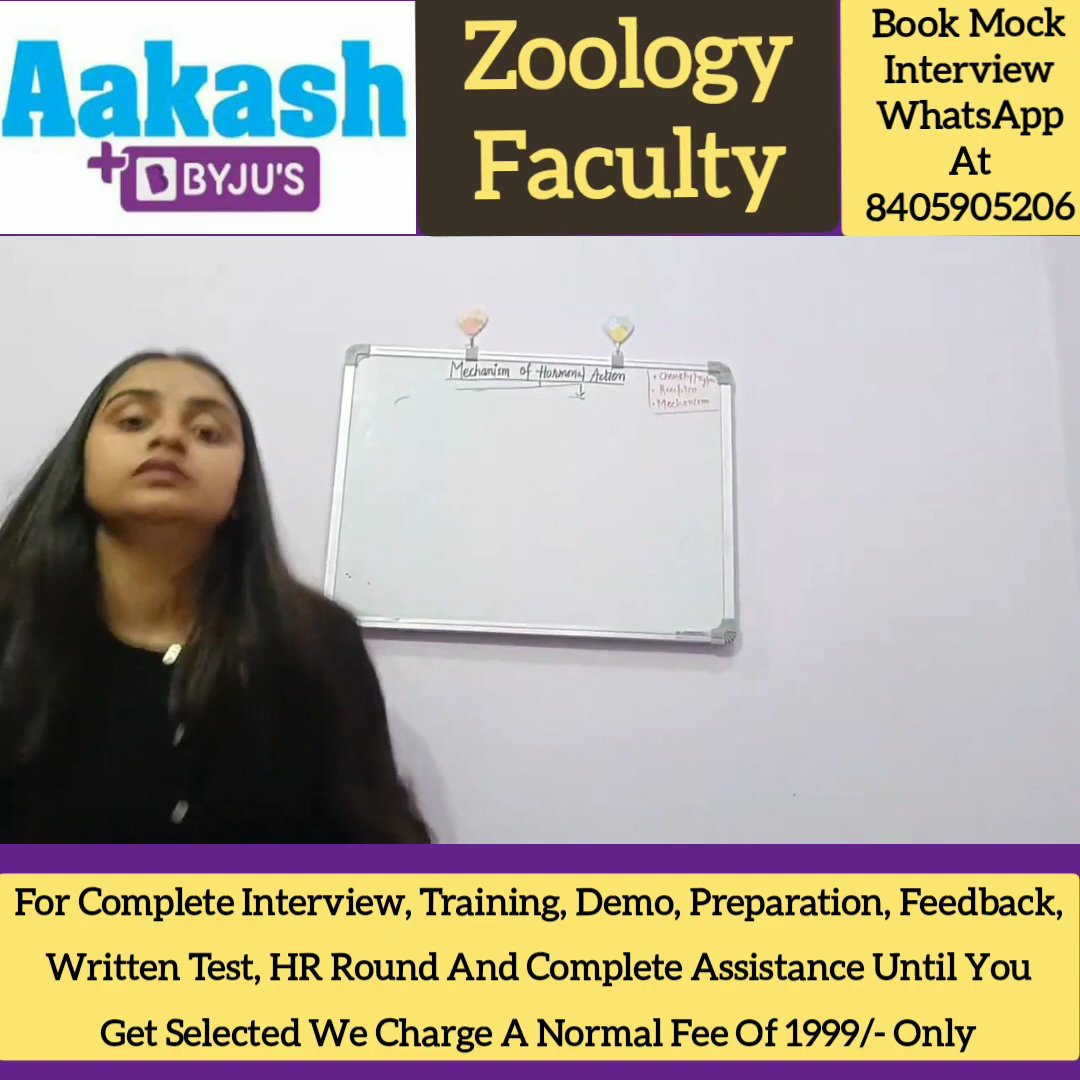 Aakash
+ BYJU'S
Zoology
Faculty
Book Mock
Interview
WhatsApp
At
8405905206
Mechanism of Hormonal Action
• Receptors
• Mechanism
For Complete Interview, Training, Demo, Preparation, Feedback,
Written Test, HR Round And Complete Assistance Until You
Get Selected We Charge A Normal Fee Of 1999/- Only